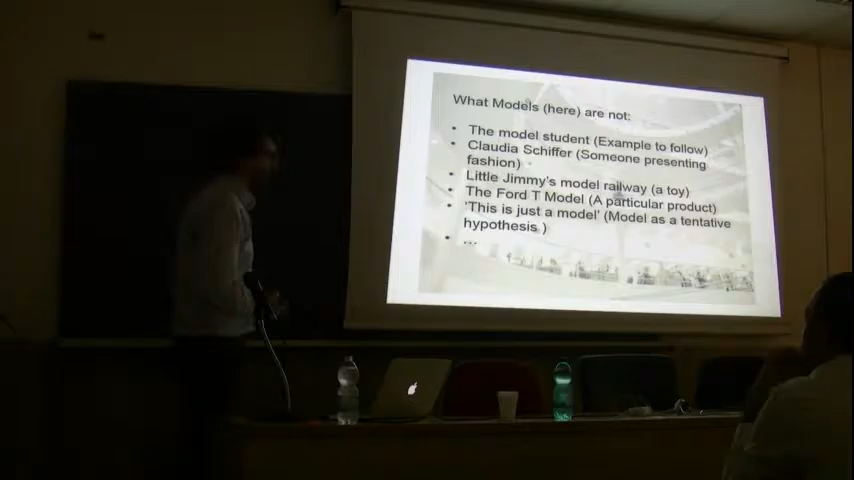 What Models (here) are not:
• The model student (Example to follow)
• Claudia Schiffer (Someone presenting
fashion)
• Little Jimmy's model railway (a toy)
• The Ford T Model (A particular product)
• 'This is just a model' (Model as a tentative
hypothesis )
• ...